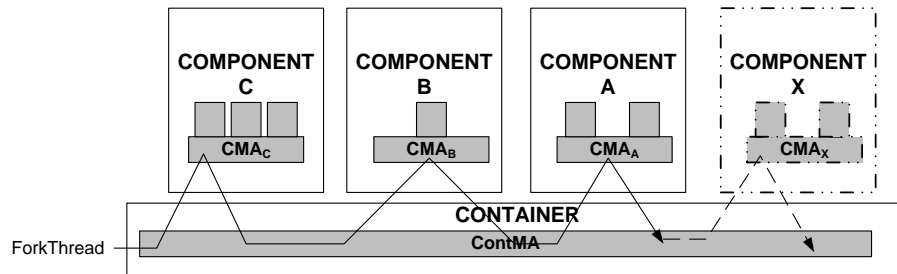 COMPONENT
C
COMPONENT
B
COMPONENT
A
COMPONENT
X
CMAC
CMAB
CMAA
CMAX
CONTAINER
ForkThread
ContMA